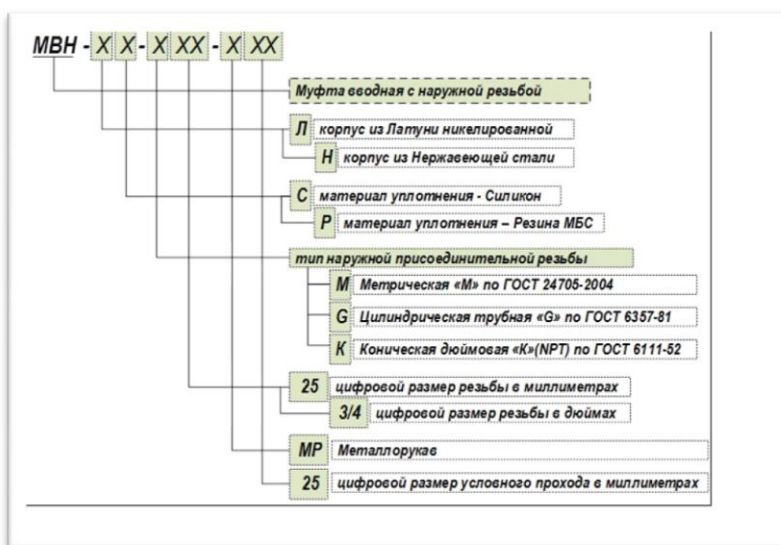 МВН - Х Х - Х ХХ - Х ХХ
Муфта вводная с наружной резьбой
Л корпус из Латуни никелированной
Н корпус из Нержавеющей стали
С материал уплотнения - Силикон
Р материал уплотнения – Резина МБС
тип наружной присоединительной резьбы
М Метрическая «М» по ГОСТ 24705-2004
G Цилиндрическая трубная «G» по ГОСТ 6357-81
К Коническая дюймовая «К»(NPT) по ГОСТ 6111-52
25 цифровой размер резьбы в миллиметрах
3/4 цифровой размер резьбы в дюймах
МР Металлорукав
25 цифровой размер условного прохода в миллиметрах